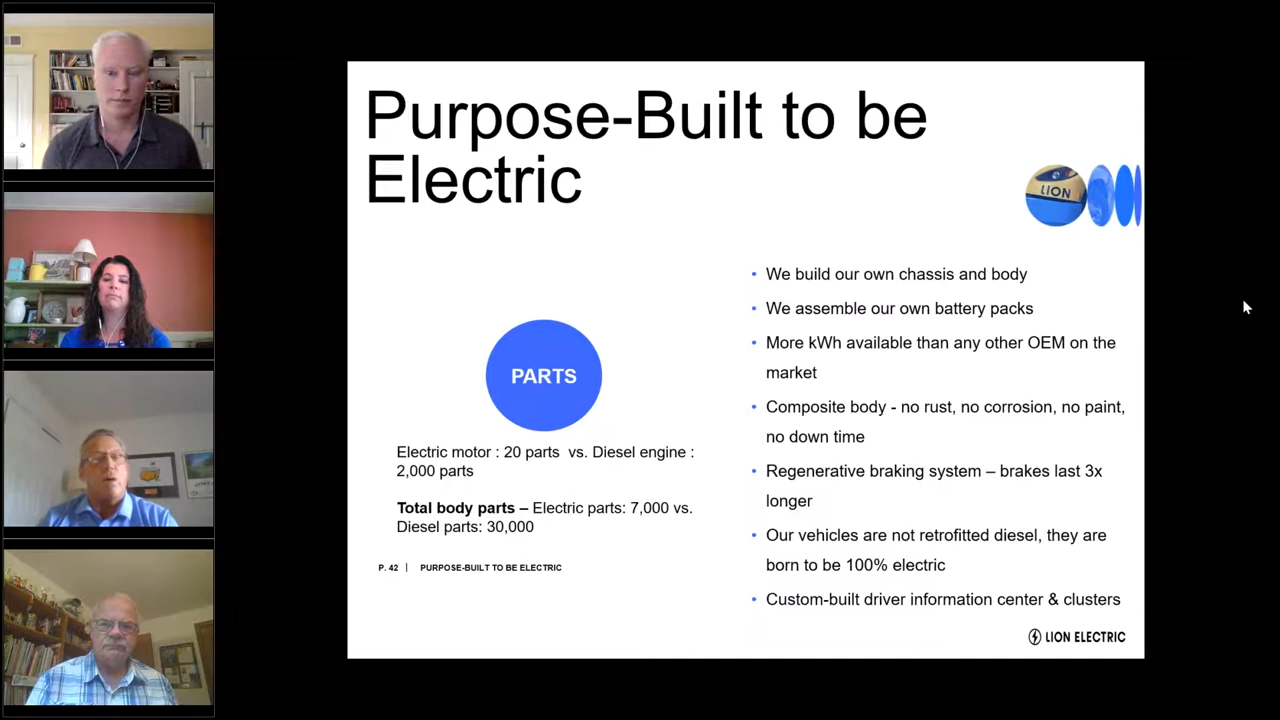 Purpose-Built to be
Electric
LION
PARTS
Electric motor : 20 parts vs. Diesel engine :
2,000 parts
Total body parts – Electric parts: 7,000 vs.
Diesel parts: 30,000
P. 42 | PURPOSE-BUILT TO BE ELECTRIC
• We build our own chassis and body
• We assemble our own battery packs
• More kWh available than any other OEM on the
market
• Composite body - no rust, no corrosion, no paint,
no down time
• Regenerative braking system – brakes last 3x
longer
• Our vehicles are not retrofitted diesel, they are
born to be 100% electric
• Custom-built driver information center & clusters
LION ELECTRIC